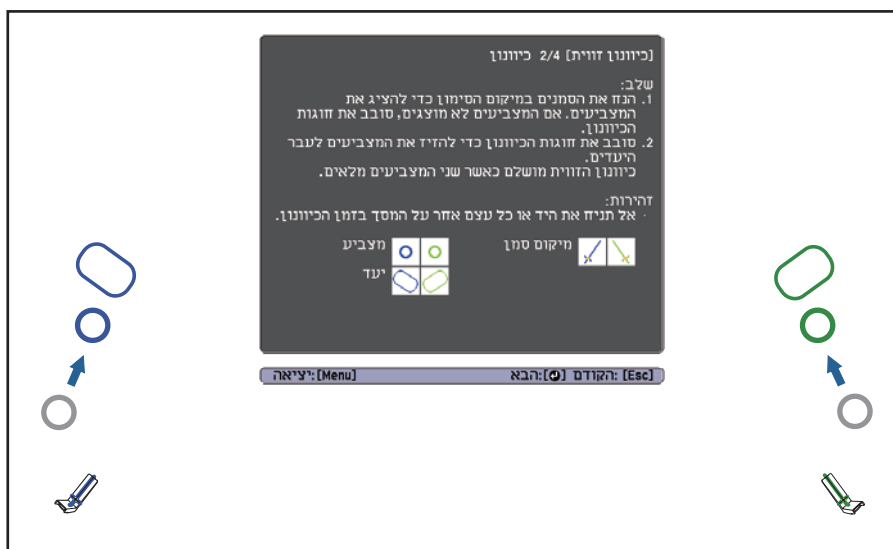 [כיוונון זווית] 2/4 כיוונון
שלב:
1. הנח את הסמנים במיקום הסימון כדי להציג את
המצביעים. אם המצביעים לא מוצגים, סובב את חוגות
הכיוונון.
2. סובב את חוגות הכיוונון כדי להזיז את המצביעים לעבר
היעדים.
כיוונון הזווית מושלם כאשר שני המצביעים מלאים.
זהירות:
· אל תניח את היד או כל עצם אחר על המסך בזמן הכיוונון.
מיקום סמן
מצביע
יעד
[Esc] :הקודם [↵]:הבא
[Menu]:יציאה